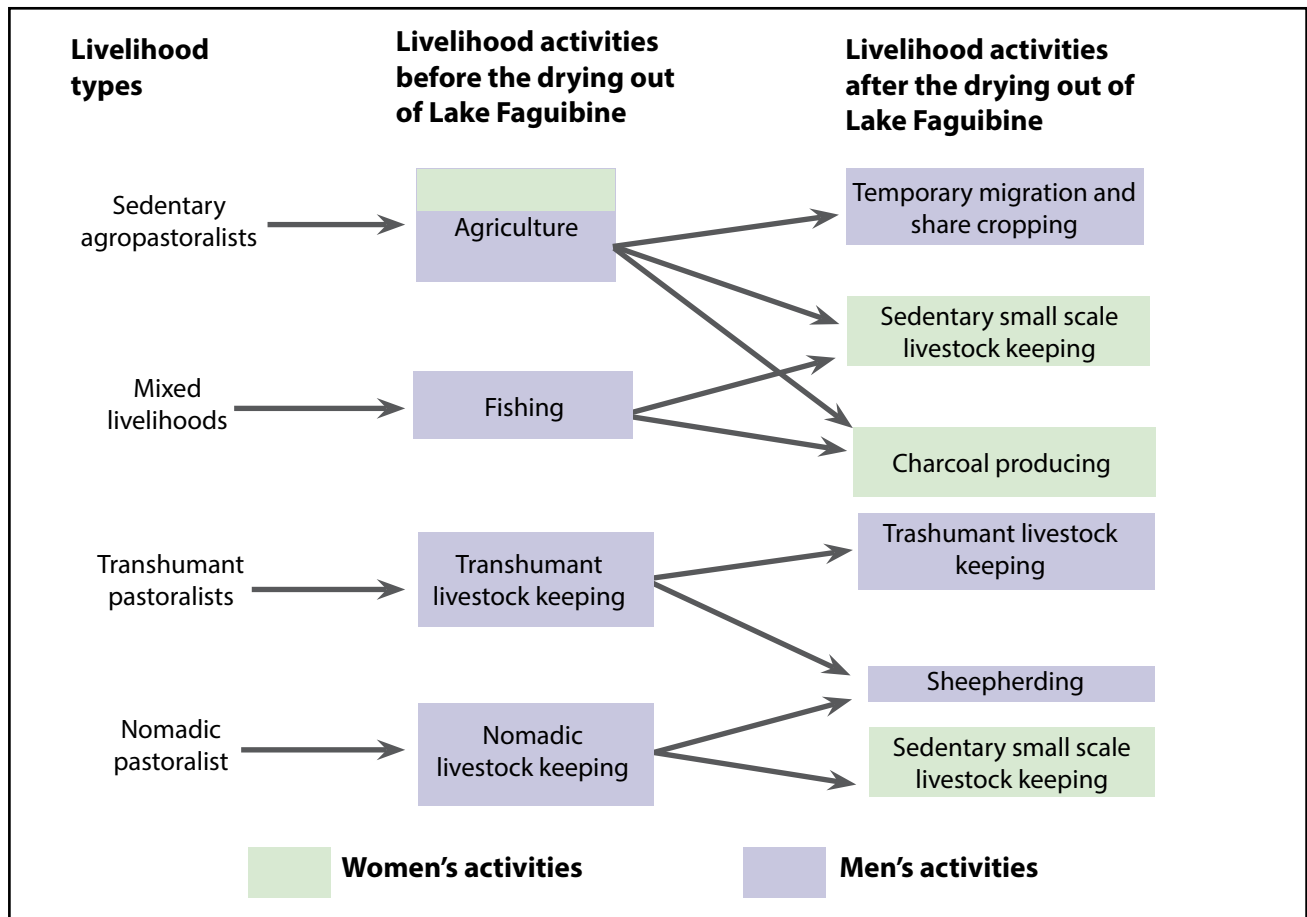 Livelihood
types
Livelihood activities
before the drying out
of Lake Faguibine
Livelihood activities
after the drying out of
Lake Faguibine
Sedentary
agropastoralists
Agriculture
Temporary migration and
share cropping
Sedentary small scale
livestock keeping
Mixed
livelihoods
Fishing
Charcoal producing
Transhumant
pastoralists
Transhumant
livestock keeping
Trashumant livestock
keeping
Sheepherding
Nomadic
pastoralist
Nomadic
livestock keeping
Sedentary small scale
livestock keeping
Women's activities
Men's activities